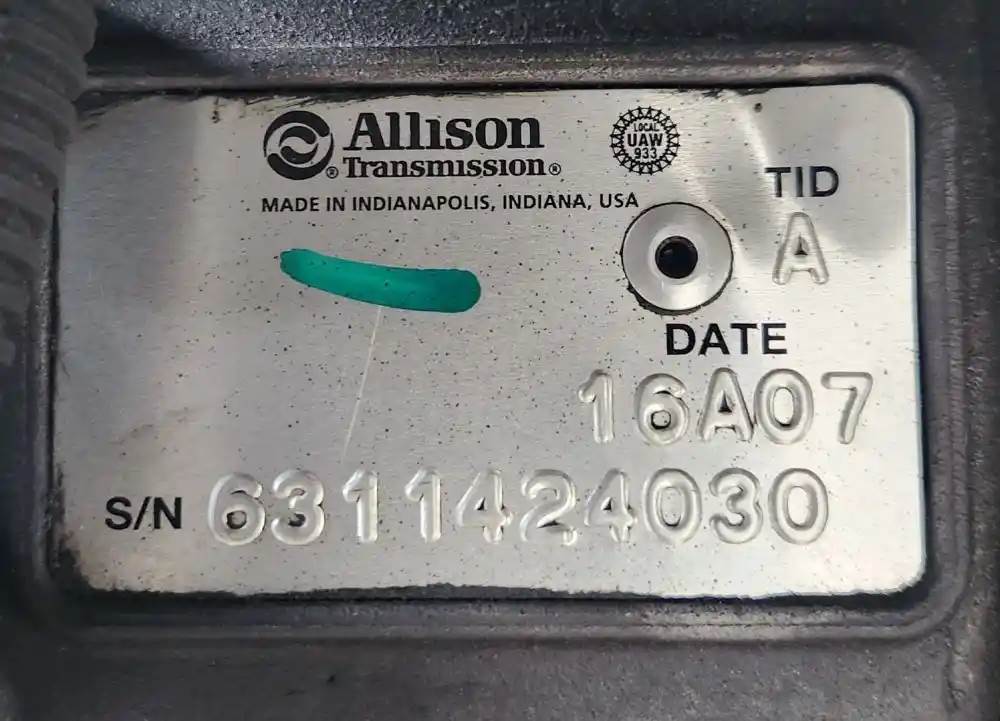 Allison
® Transmission®
MADE IN INDIANAPOLIS, INDIANA, USA
LOCAL
UAW
933
TID
A
DATE
16A07
S/N 6311424030